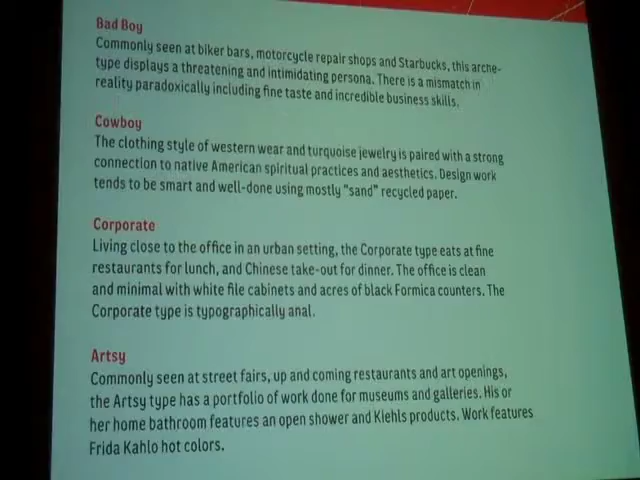 Bad Boy
Commonly seen at biker bars, motorcycle repair shops and Starbucks, this arche-
type displays a threatening and intimidating persona. There is a mismatch in
reality paradoxically including fine taste and incredible business skills.
Cowboy
The clothing style of western wear and turquoise jewelry is paired with a strong
connection to native American spiritual practices and aesthetics. Design work
tends to be smart and well-done using mostly "sand" recycled paper.
Corporate
Living close to the office in an urban setting, the Corporate type eats at fine
restaurants for lunch, and Chinese take-out for dinner. The office is clean
and minimal with white file cabinets and acres of black Formica counters. The
Corporate type is typographically anal.
Artsy
Commonly seen at street fairs, up and coming restaurants and art openings,
the Artsy type has a portfolio of work done for museums and galleries. His or
her home bathroom features an open shower and Kiehls products. Work features
Frida Kahlo hot colors.